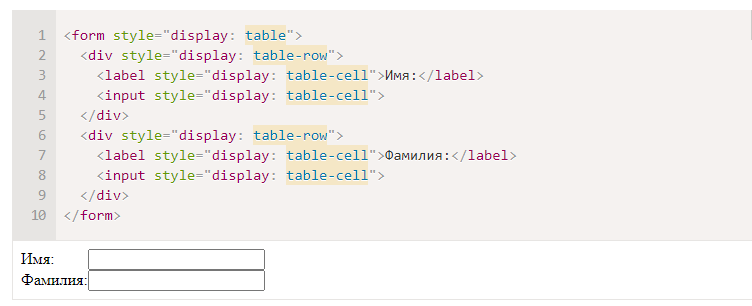 1 <form style="display: table">
2   <div style="display: table-row">
3     <label style="display: table-cell">Имя:</label>
4     <input style="display: table-cell">
5   </div>
6   <div style="display: table-row">
7     <label style="display: table-cell">Фамилия:</label>
8     <input style="display: table-cell">
9   </div>
10 </form>
Имя:
Фамилия: